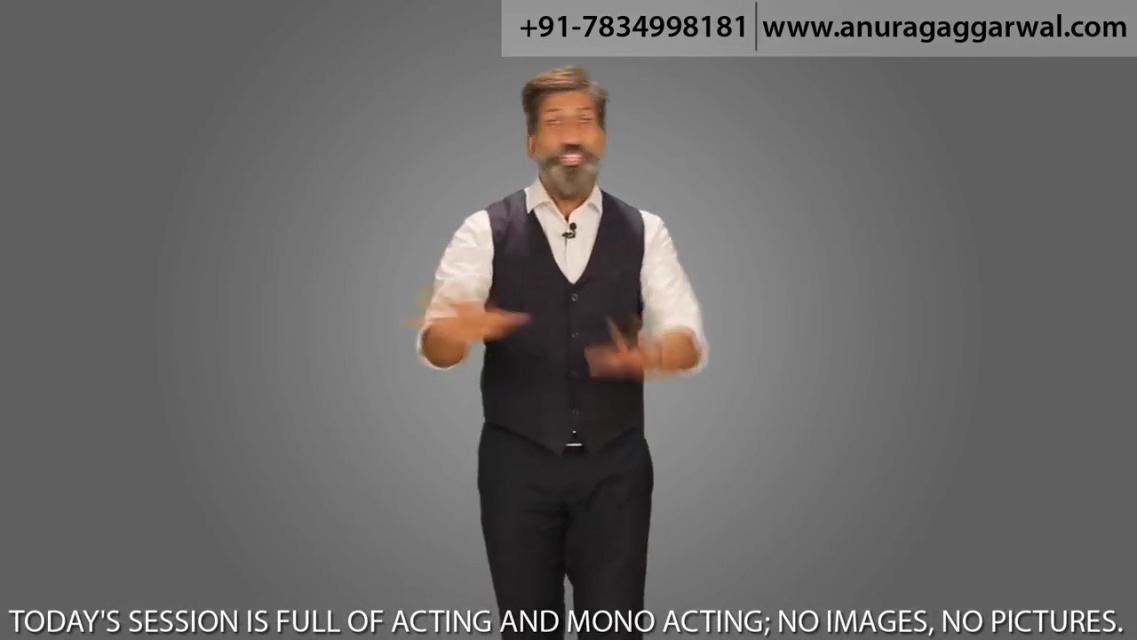 +91-7834998181 | www.anuragaggarwal.com
TODAY'S SESSION IS FULL OF ACTING AND MONO ACTING; NO IMAGES, NO PICTURES.